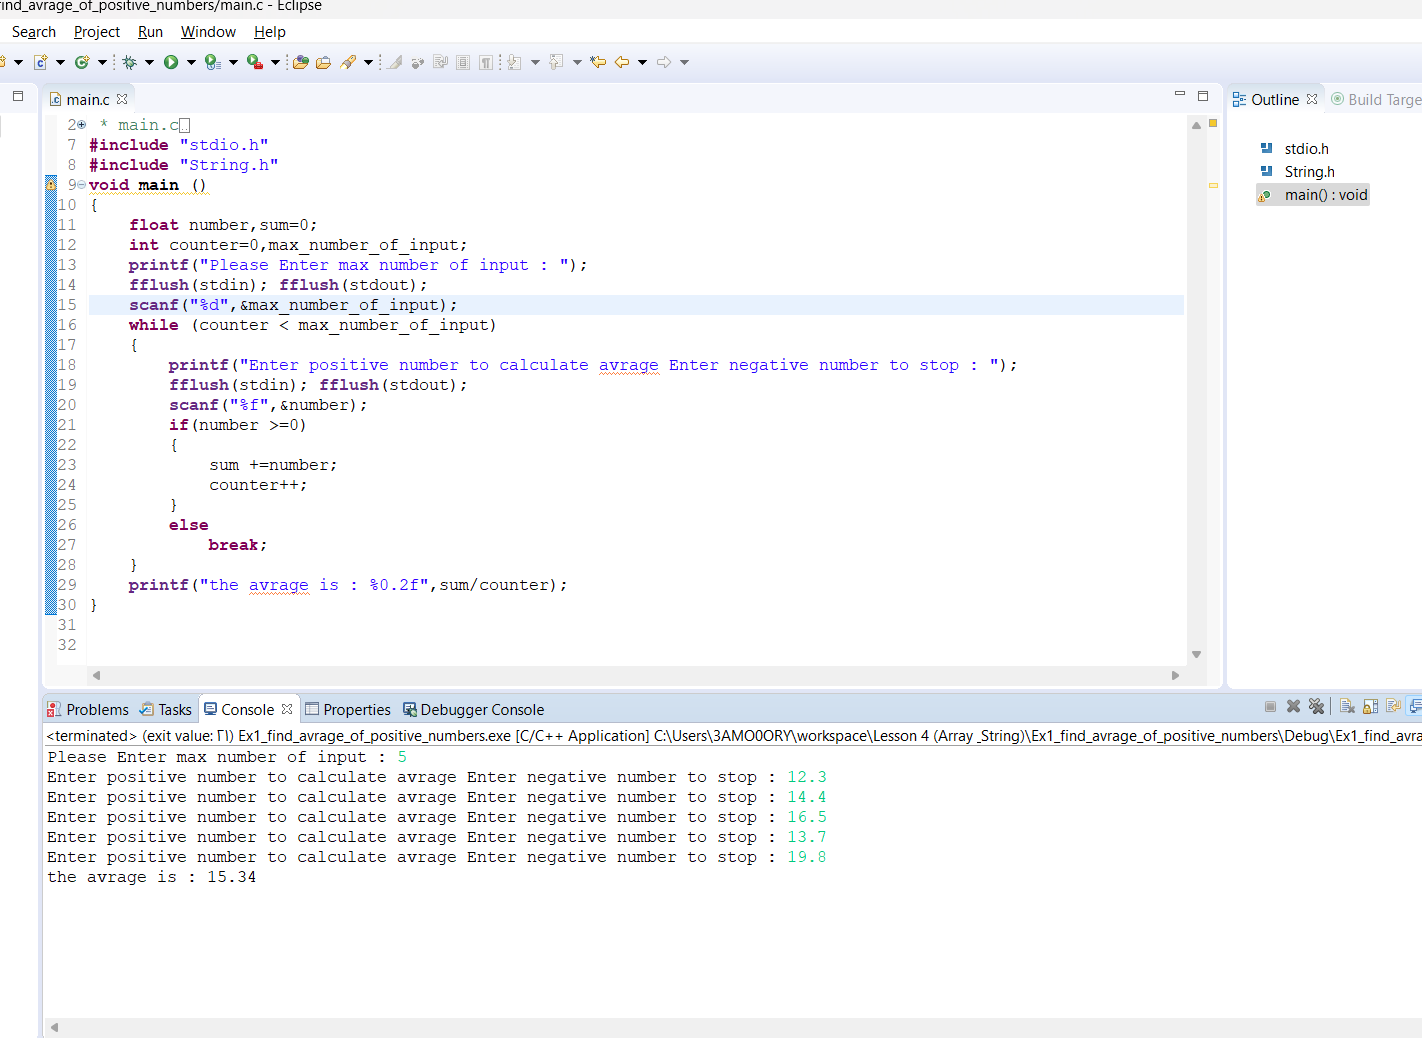 ind_avrage_of_positive_numbers/main.c - Eclipse
Search Project Run Window Help
main.c
2 * main.c
7 #include "stdio.h"
8 #include "String.h"
9 void main ()
10 {
11 float number,sum=0;
12 int counter=0,max_number_of_input;
13 printf("Please Enter max number of input : ");
14 fflush(stdin); fflush(stdout);
15 scanf("%d",&max_number_of_input);
16 while (counter < max_number_of_input)
17 {
18 printf("Enter positive number to calculate avrage Enter negative number to stop : ");
19 fflush(stdin); fflush(stdout);
20 scanf("%f",&number);
21 if(number >=0)
22 {
23 sum +=number;
24 counter++;
25 }
26 else
27 break;
28 }
29 printf("the avrage is : %0.2f",sum/counter);
30 }
31
32
Outline Build Targe
stdio.h
String.h
main() : void
Problems Tasks Console Properties Debugger Console
<terminated> (exit value: ٢١) Ex1_find_avrage_of_positive_numbers.exe [C/C++ Application] C:\Users\3AMO0ORY\workspace\Lesson 4 (Array _String)\Ex1_find_avrage_of_positive_numbers\Debug\Ex1_find_avra
Please Enter max number of input : 5
Enter positive number to calculate avrage Enter negative number to stop : 12.3
Enter positive number to calculate avrage Enter negative number to stop : 14.4
Enter positive number to calculate avrage Enter negative number to stop : 16.5
Enter positive number to calculate avrage Enter negative number to stop : 13.7
Enter positive number to calculate avrage Enter negative number to stop : 19.8
the avrage is : 15.34